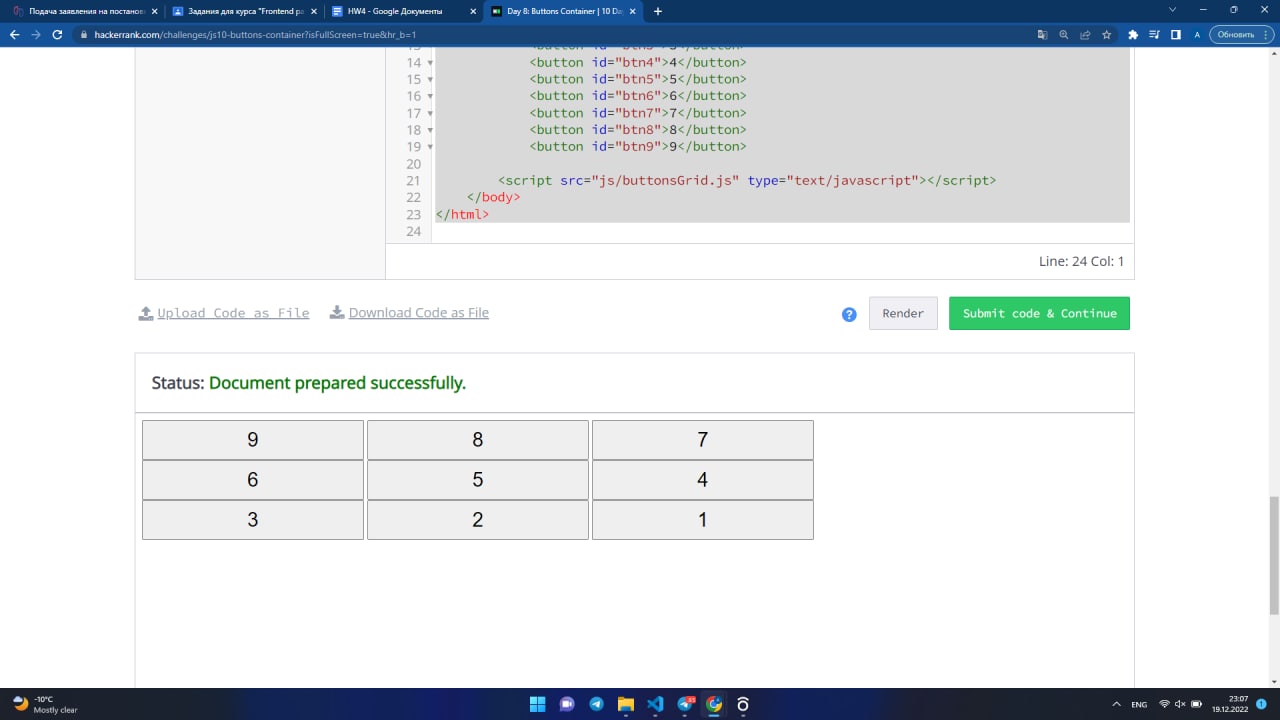 Подача заявления на постанов
Задания для курса "Frontend ра
HW4 - Google Документы
Day 8: Buttons Container | 10 Da
hackerrank.com/challenges/js10-buttons-container?isFullScreen=true&hr_b=1
A
Обновить
14 <button id="btn4">4</button>
15 <button id="btn5">5</button>
16 <button id="btn6">6</button>
17 <button id="btn7">7</button>
18 <button id="btn8">8</button>
19 <button id="btn9">9</button>
20
21 <script src="js/buttonsGrid.js" type="text/javascript"></script>
22 </body>
23 </html>
24
Line: 24 Col: 1
Upload Code as File Download Code as File ? Render Submit code & Continue
Status: Document prepared successfully.
9 8 7
6 5 4
3 2 1
-10°C
Mostly clear
ENG
23:07
19.12.2022